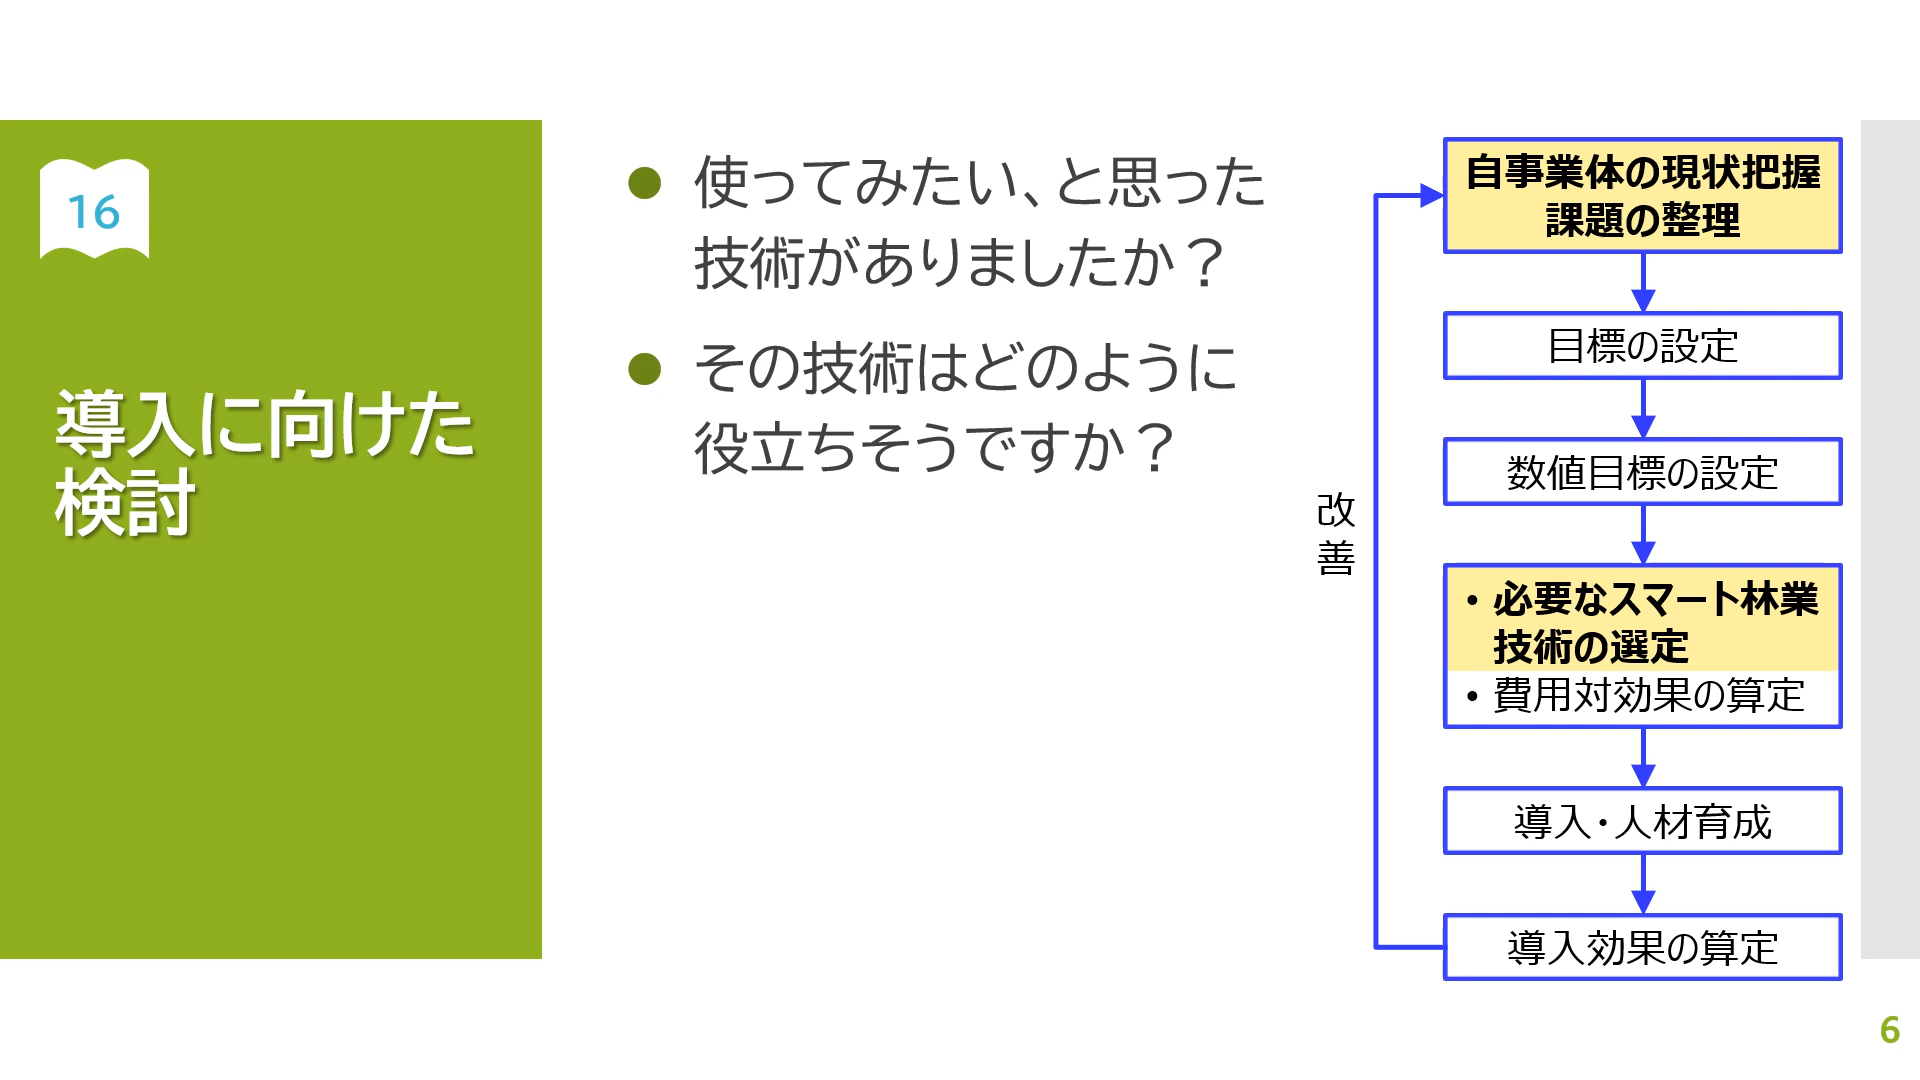 16
導入に向けた
検討
● 使ってみたい、と思った
技術がありましたか？
● その技術はどのように
役立ちそうですか？
改
善
自事業体の現状把握
課題の整理
目標の設定
数値目標の設定
• 必要なスマート林業
技術の選定
• 費用対効果の算定
導入・人材育成
導入効果の算定
6